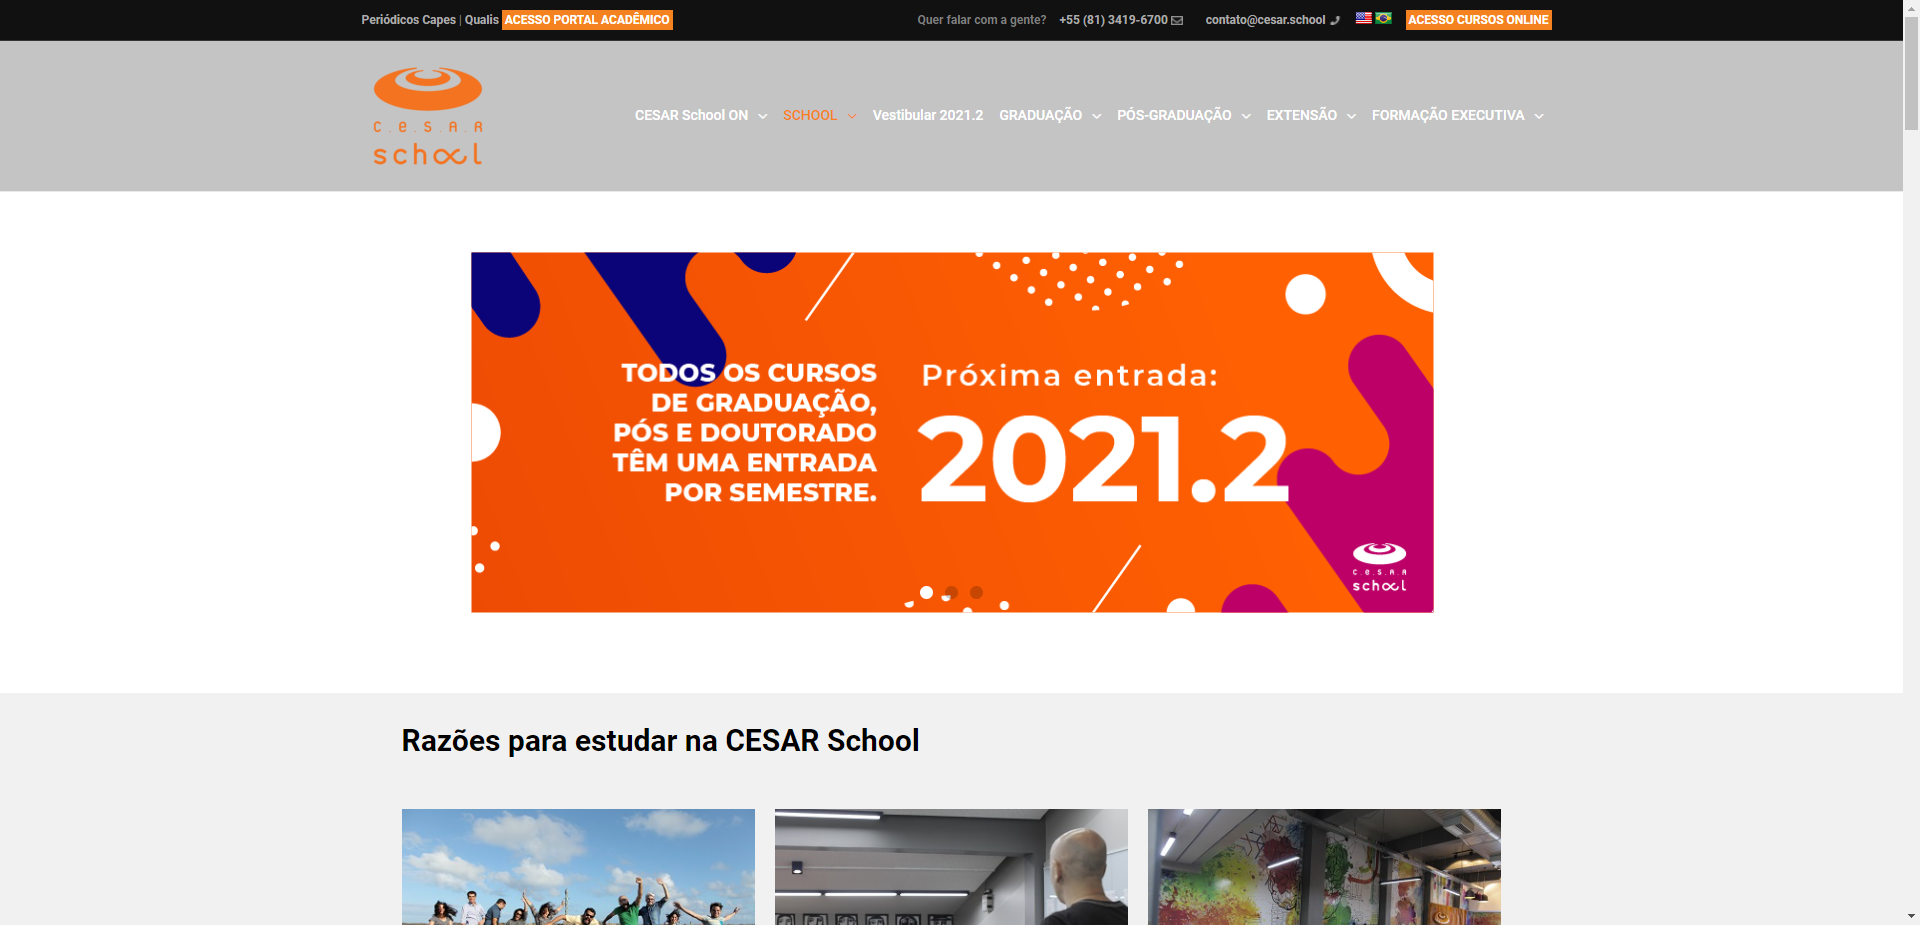 Periódicos Capes | Qualis ACESSO PORTAL ACADÊMICO
Quer falar com a gente? +55 (81) 3419-6700 contato@cesar.school ACESSO CURSOS ONLINE
c.e.s.a.r
school
CESAR School ON SCHOOL Vestibular 2021.2 GRADUAÇÃO PÓS-GRADUAÇÃO EXTENSÃO FORMAÇÃO EXECUTIVA
TODOS OS CURSOS
DE GRADUAÇÃO,
PÓS E DOUTORADO
TÊM UMA ENTRADA
POR SEMESTRE.
Próxima entrada:
2021.2
c.e.s.a.r
school
Razões para estudar na CESAR School